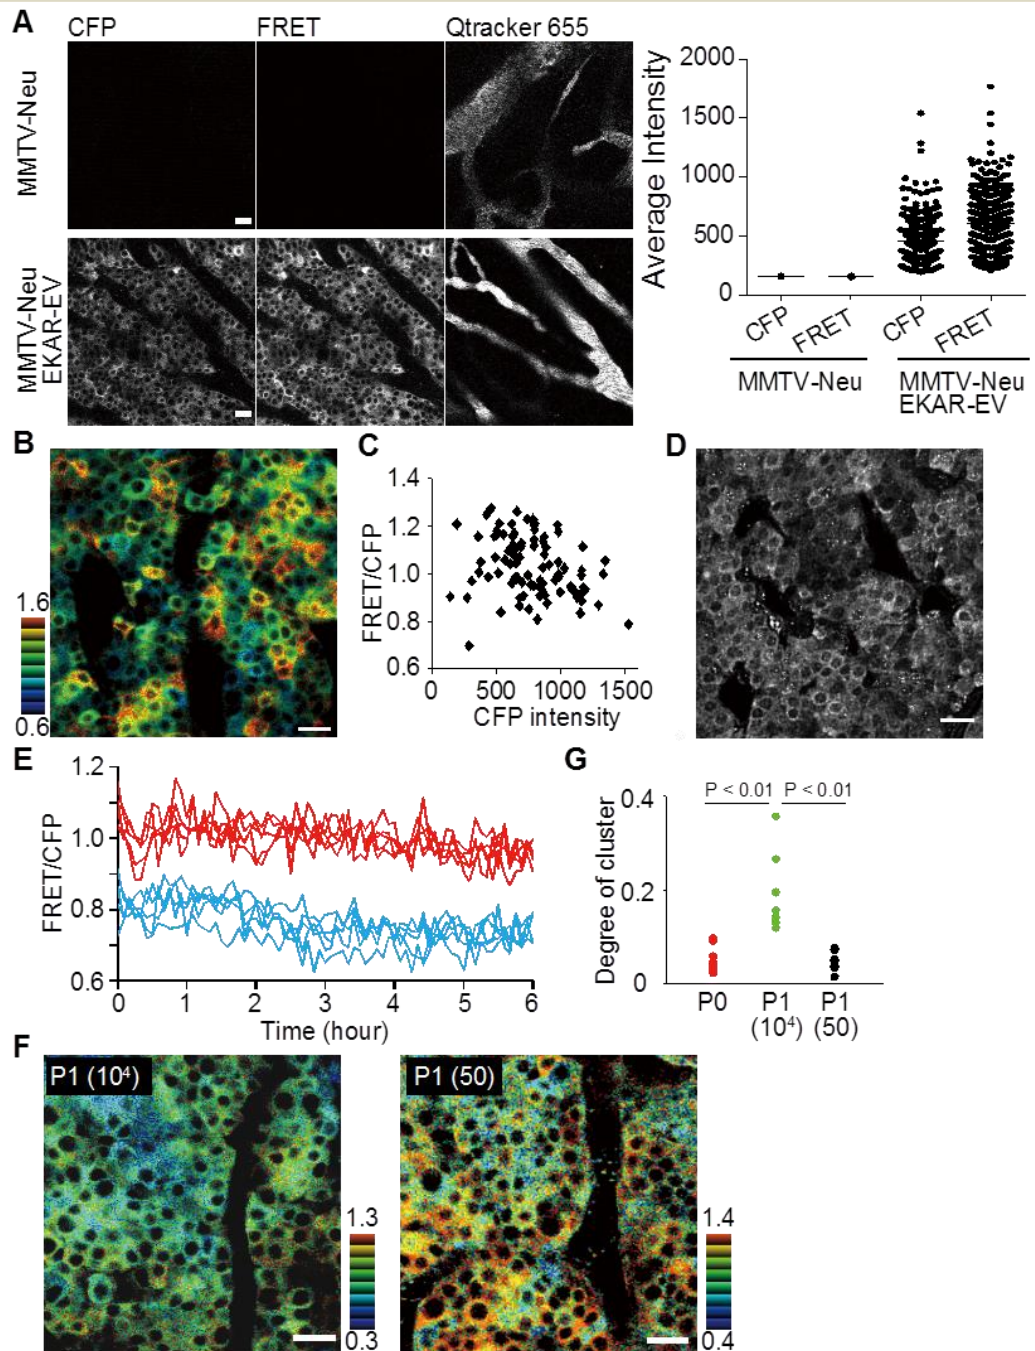 A
CFP
FRET
Qtracker 655
MMTV-Neu
MMTV-Neu
EKAR-EV
Average Intensity
2000
1500
1000
500
0
CFP
FRET
CFP
FRET
MMTV-Neu
MMTV-Neu
EKAR-EV
B
1.6
0.6
C
FRET/CFP
1.4
1.2
1.0
0.8
0.6
0
500
1000
1500
CFP intensity
D
E
FRET/CFP
1.2
1.0
0.8
0.6
0
1
2
3
4
5
6
Time (hour)
G
P < 0.01
P < 0.01
Degree of cluster
0.4
0.2
0
P0
P1
(10⁴)
P1
(50)
F
P1 (10⁴)
1.3
0.3
P1 (50)
1.4
0.4